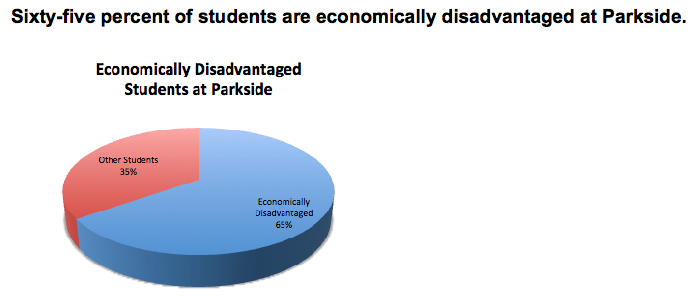 Sixty-five percent of students are economically disadvantaged at Parkside.
Economically Disadvantaged
Students at Parkside
Other Students
35%
Economically
Disadvantaged
65%